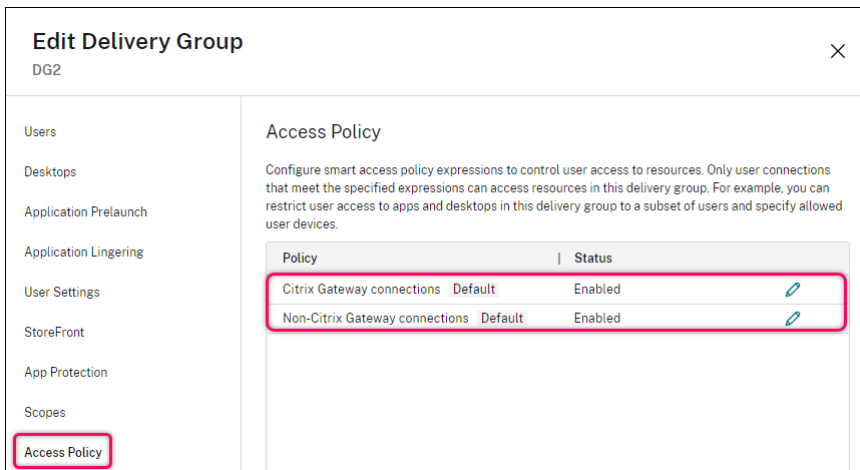 Edit Delivery Group
DG2
Users
Desktops
Application Prelaunch
Application Lingering
User Settings
StoreFront
App Protection
Scopes
Access Policy
Access Policy
Configure smart access policy expressions to control user access to resources. Only user connections
that meet the specified expressions can access resources in this delivery group. For example, you can
restrict user access to apps and desktops in this delivery group to a subset of users and specify allowed
user devices.
Policy | Status
Citrix Gateway connections Default Enabled
Non-Citrix Gateway connections Default Enabled